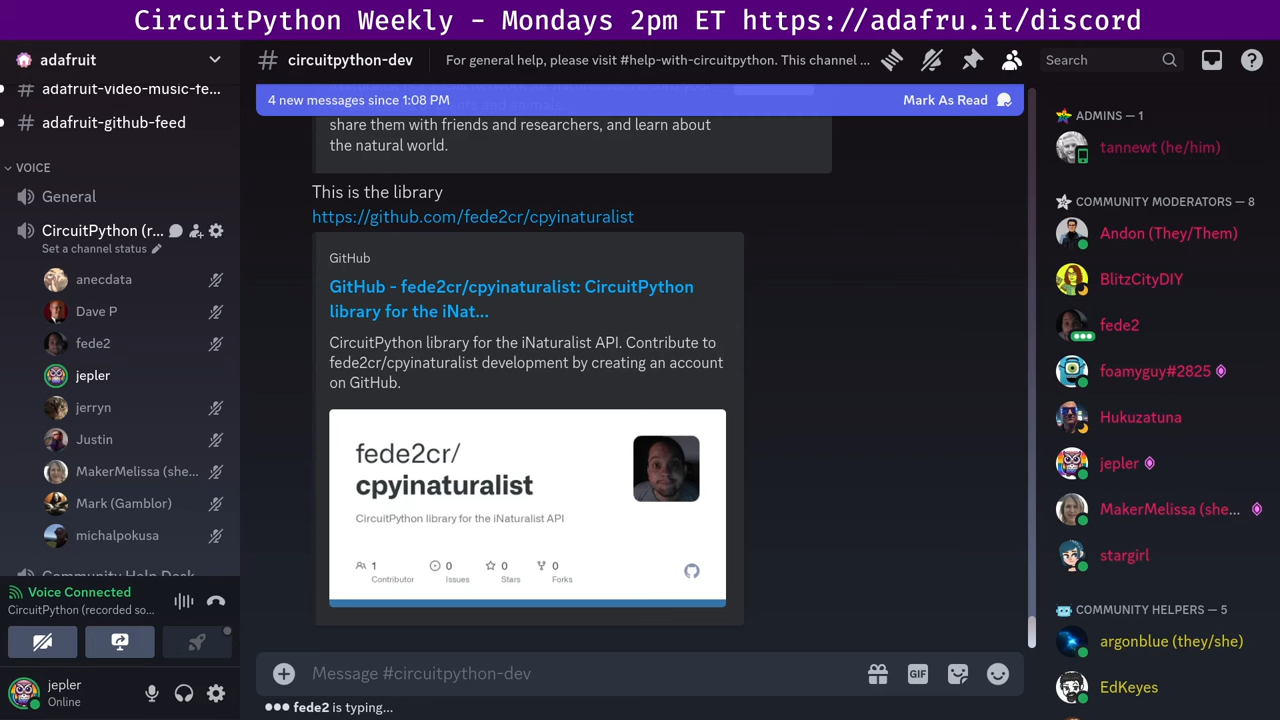 CircuitPython Weekly - Mondays 2pm ET https://adafru.it/discord
adafruit
adafruit-video-music-fe...
adafruit-github-feed
VOICE
General
CircuitPython (r...
Set a channel status
anecdata
Dave P
fede2
jepler
jerryn
Justin
MakerMelissa (she...
Mark (Gamblor)
michalpokusa
Community Help Desk
Voice Connected
CircuitPython (recorded so...
jepler
Online
circuitpython-dev
For general help, please visit #help-with-circuitpython. This channel ...
Search
4 new messages since 1:08 PM
Mark As Read
share them with friends and researchers, and learn about
the natural world.
This is the library
https://github.com/fede2cr/cpyinaturalist
GitHub
GitHub - fede2cr/cpyinaturalist: CircuitPython
library for the iNat...
CircuitPython library for the iNaturalist API. Contribute to
fede2cr/cpyinaturalist development by creating an account
on GitHub.
fede2cr/
cpyinaturalist
CircuitPython library for the iNaturalist API
1 0 0 0
Contributor Issues Stars Forks
Message #circuitpython-dev
GIF
fede2 is typing...
ADMINS — 1
tannewt (he/him)
COMMUNITY MODERATORS — 8
Andon (They/Them)
BlitzCityDIY
fede2
foamyguy#2825
Hukuzatuna
jepler
MakerMelissa (she...
stargirl
COMMUNITY HELPERS — 5
argonblue (they/she)
EdKeyes